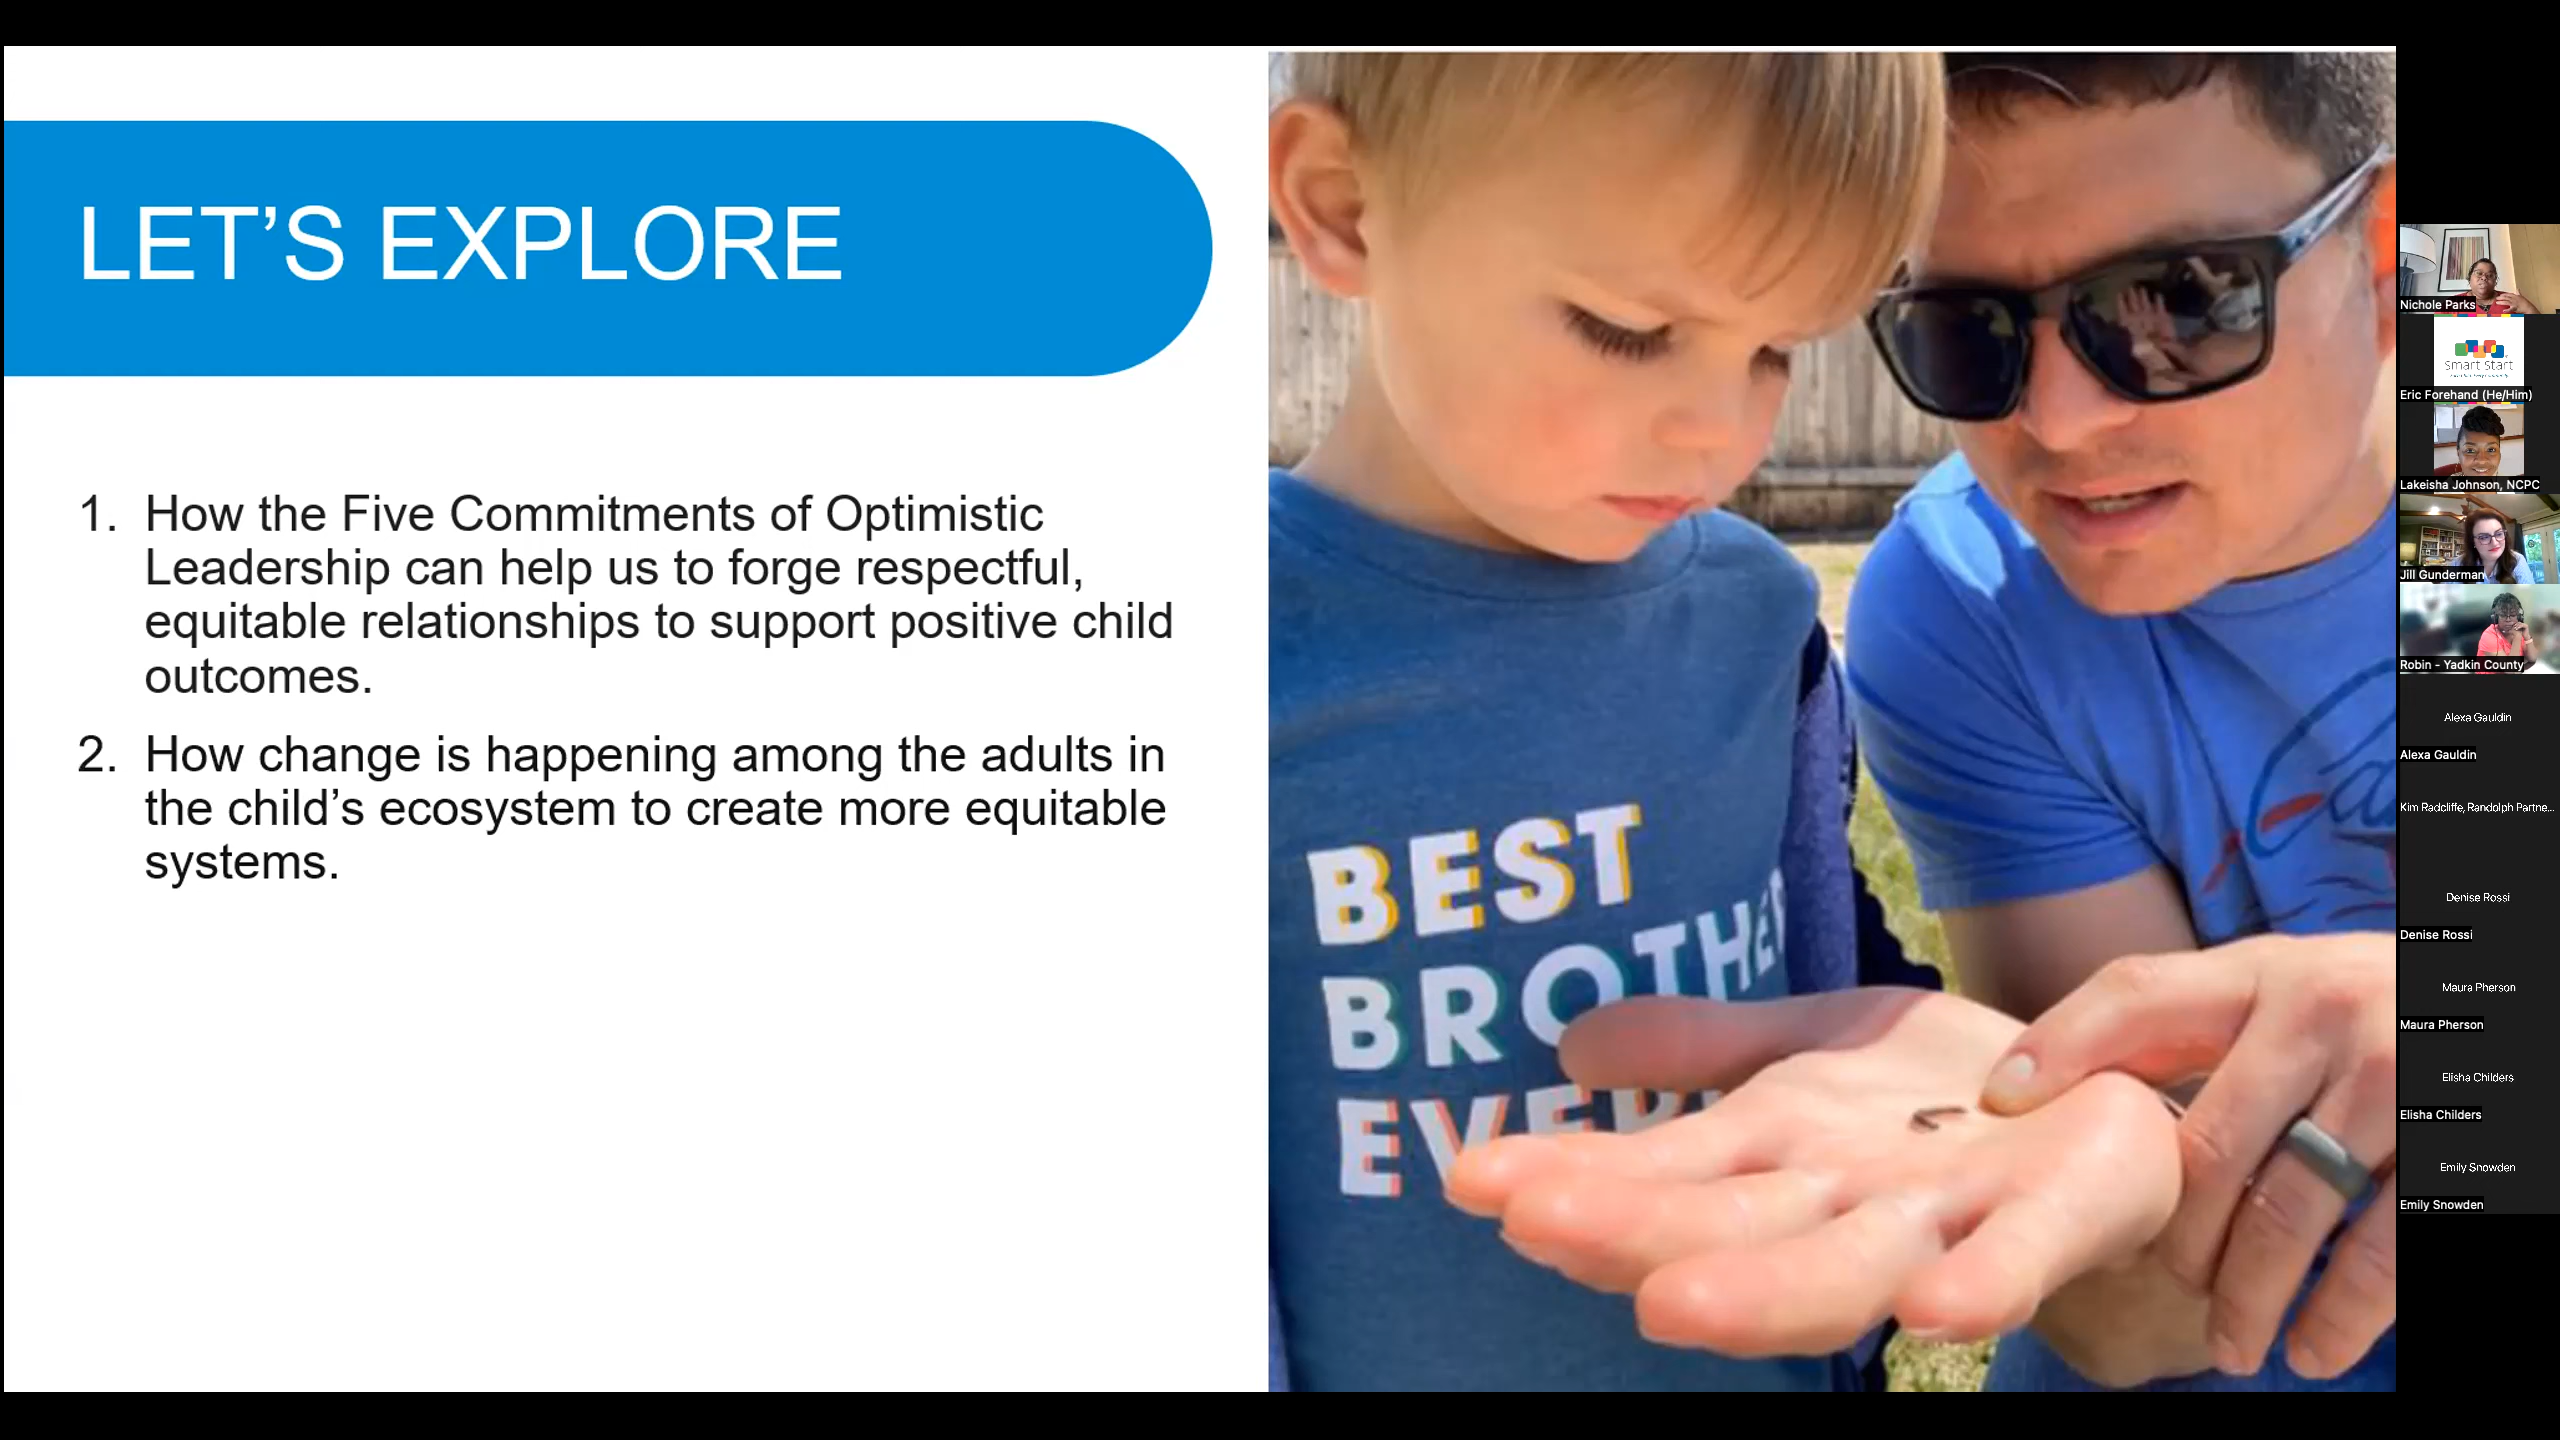 LET’S EXPLORE
1. How the Five Commitments of Optimistic
Leadership can help us to forge respectful,
equitable relationships to support positive child
outcomes.
2. How change is happening among the adults in
the child’s ecosystem to create more equitable
systems.
BEST
BROTHER
EVER
Nichole Parks
Smart Start
Eric Forehand (He/Him)
Lakeisha Johnson, NCPC
Jill Gunderman
Robin - Yadkin County
Alexa Gauldin
Alexa Gauldin
Kim Radcliffe, Randolph Partne...
Denise Rossi
Denise Rossi
Maura Pherson
Maura Pherson
Elisha Childers
Elisha Childers
Emily Snowden
Emily Snowden